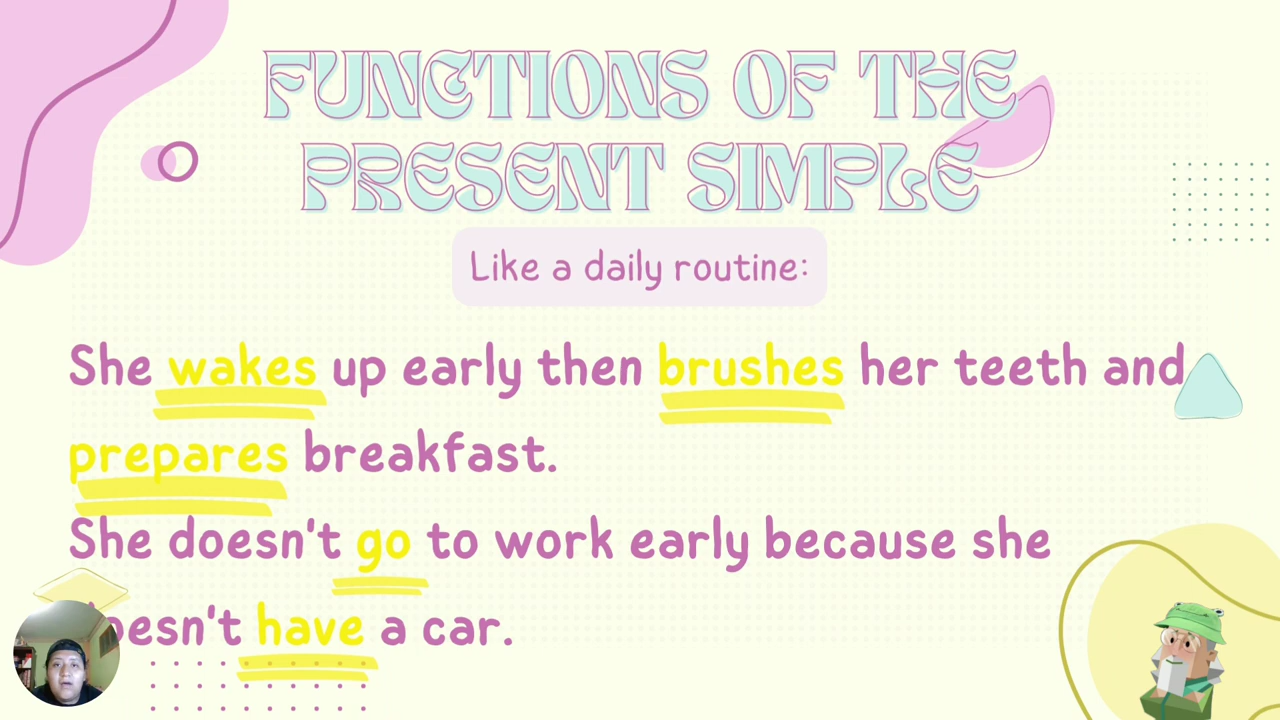 FUNCTIONS OF THE
PRESENT SIMPLE
Like a daily routine:
She wakes up early then brushes her teeth and
prepares breakfast.
She doesn't go to work early because she
doesn't have a car.